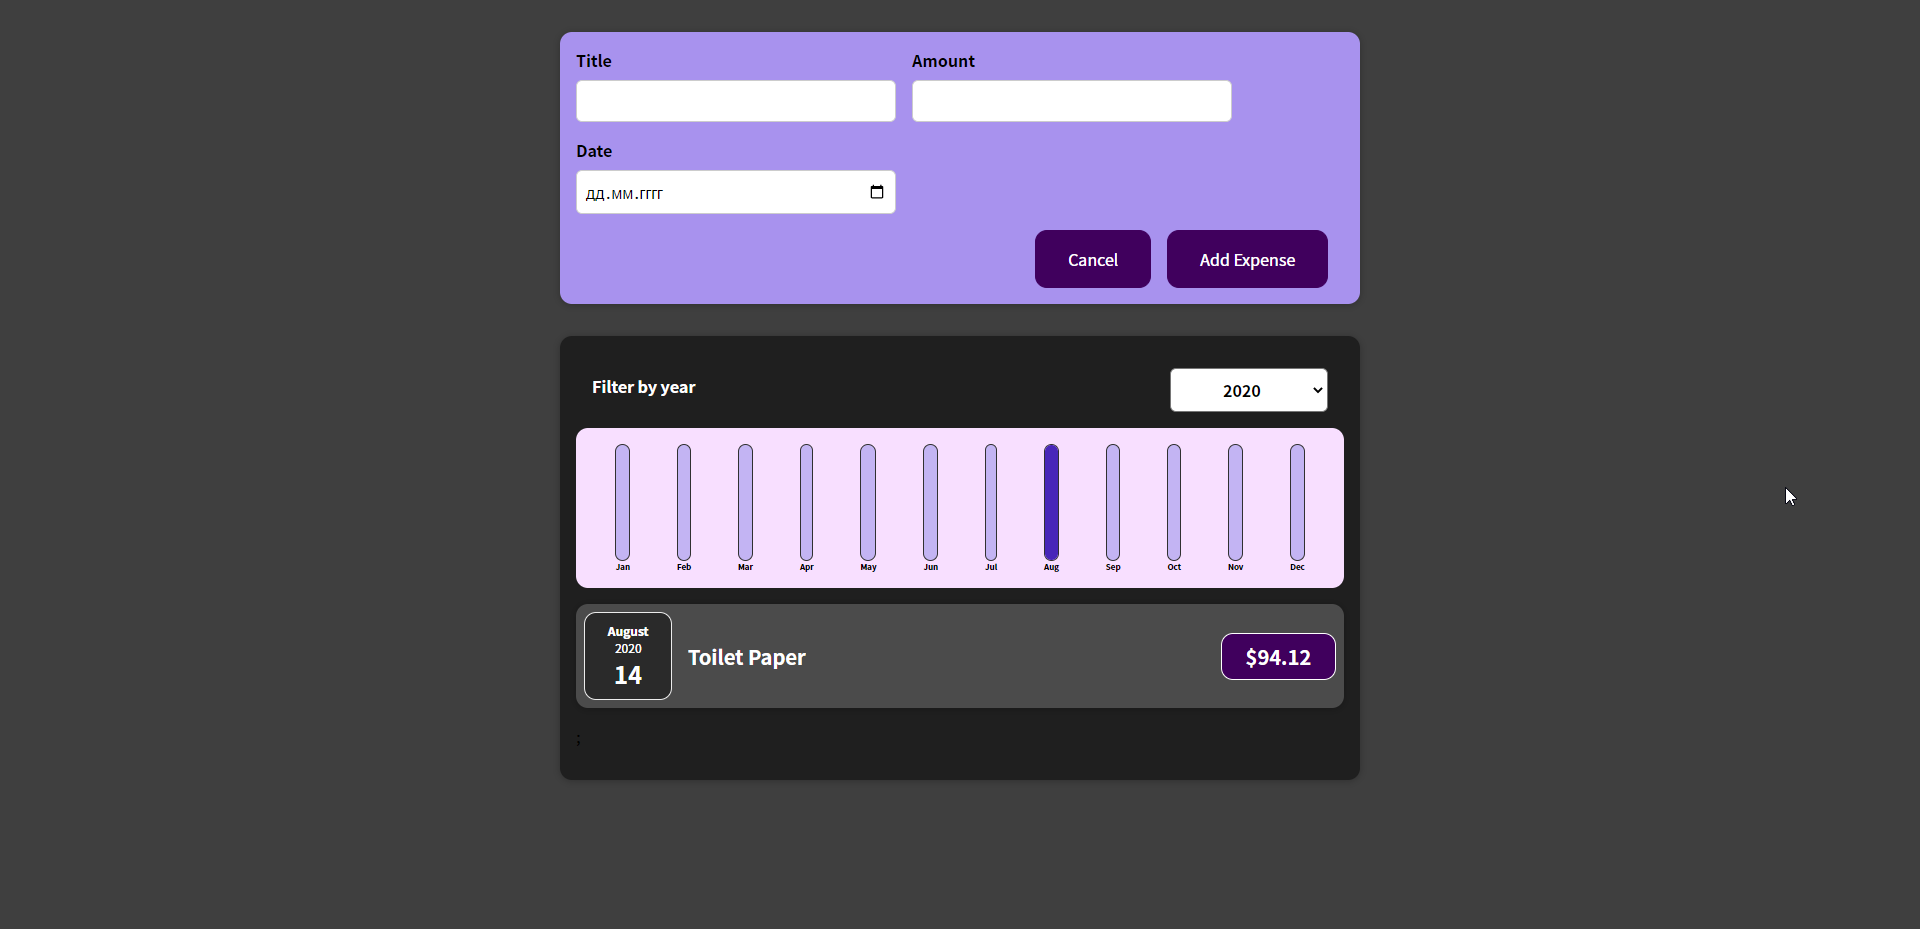 Title Amount
Date
дд.мм.гггг
Cancel Add Expense
Filter by year 2020
Jan Feb Mar Apr May Jun Jul Aug Sep Oct Nov Dec
August
2020
14
Toilet Paper
$94.12
;